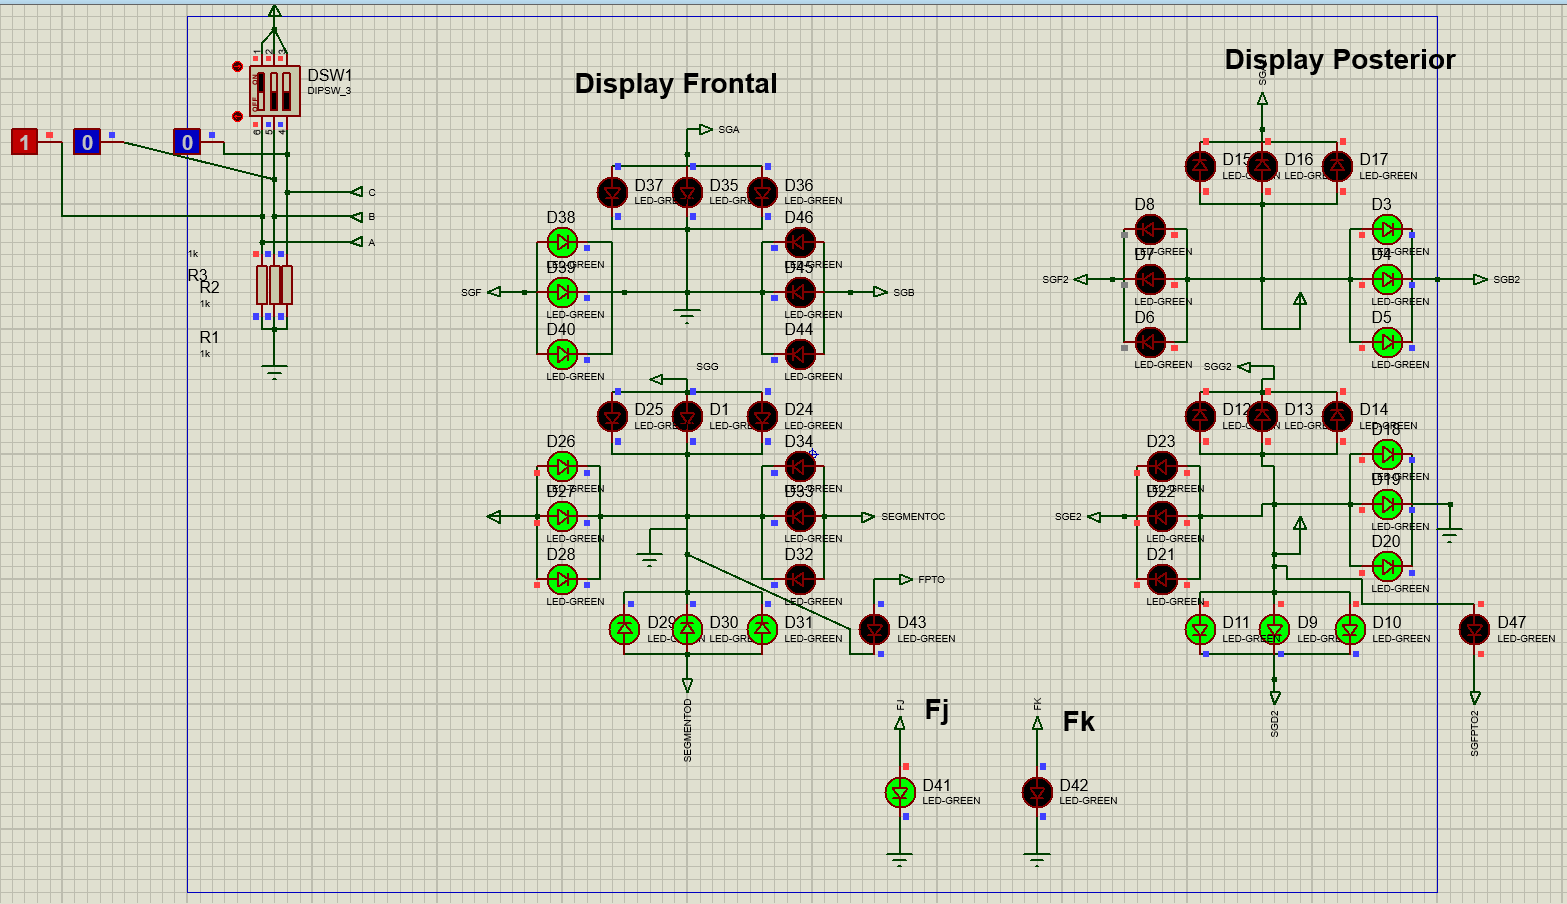 Display Frontal
Display Posterior
DSW1
DIPSW_3
ON
OFF
1
2
3
6
5
4
1
0
0
C
B
A
1k
R3
R2
1k
R1
1k
SGA
D37
LED-GREEN
D35
LED-GREEN
D36
LED-GREEN
D38
LED-GREEN
D39
LED-GREEN
D40
LED-GREEN
D46
LED-GREEN
D45
LED-GREEN
D44
LED-GREEN
SGF
SGB
SGG
D25
LED-GREEN
D1
LED-GREEN
D24
LED-GREEN
D26
LED-GREEN
D27
LED-GREEN
D28
LED-GREEN
D34
LED-GREEN
D33
LED-GREEN
D32
LED-GREEN
SEGMENTOC
FPTO
D29
LED-GREEN
D30
LED-GREEN
D31
LED-GREEN
D43
LED-GREEN
SEGMENTOD
FJ
Fj
D41
LED-GREEN
FK
Fk
D42
LED-GREEN
D15
LED-GREEN
D16
LED-GREEN
D17
LED-GREEN
D8
LED-GREEN
D7
LED-GREEN
D6
LED-GREEN
D3
LED-GREEN
D4
LED-GREEN
D5
LED-GREEN
SGF2
SGB2
SGG2
D12
LED-GREEN
D13
LED-GREEN
D14
LED-GREEN
D23
LED-GREEN
D22
LED-GREEN
D21
LED-GREEN
D18
LED-GREEN
D19
LED-GREEN
D20
LED-GREEN
SGE2
D11
LED-GREEN
D9
LED-GREEN
D10
LED-GREEN
D47
LED-GREEN
SGD2
SGFPTO2